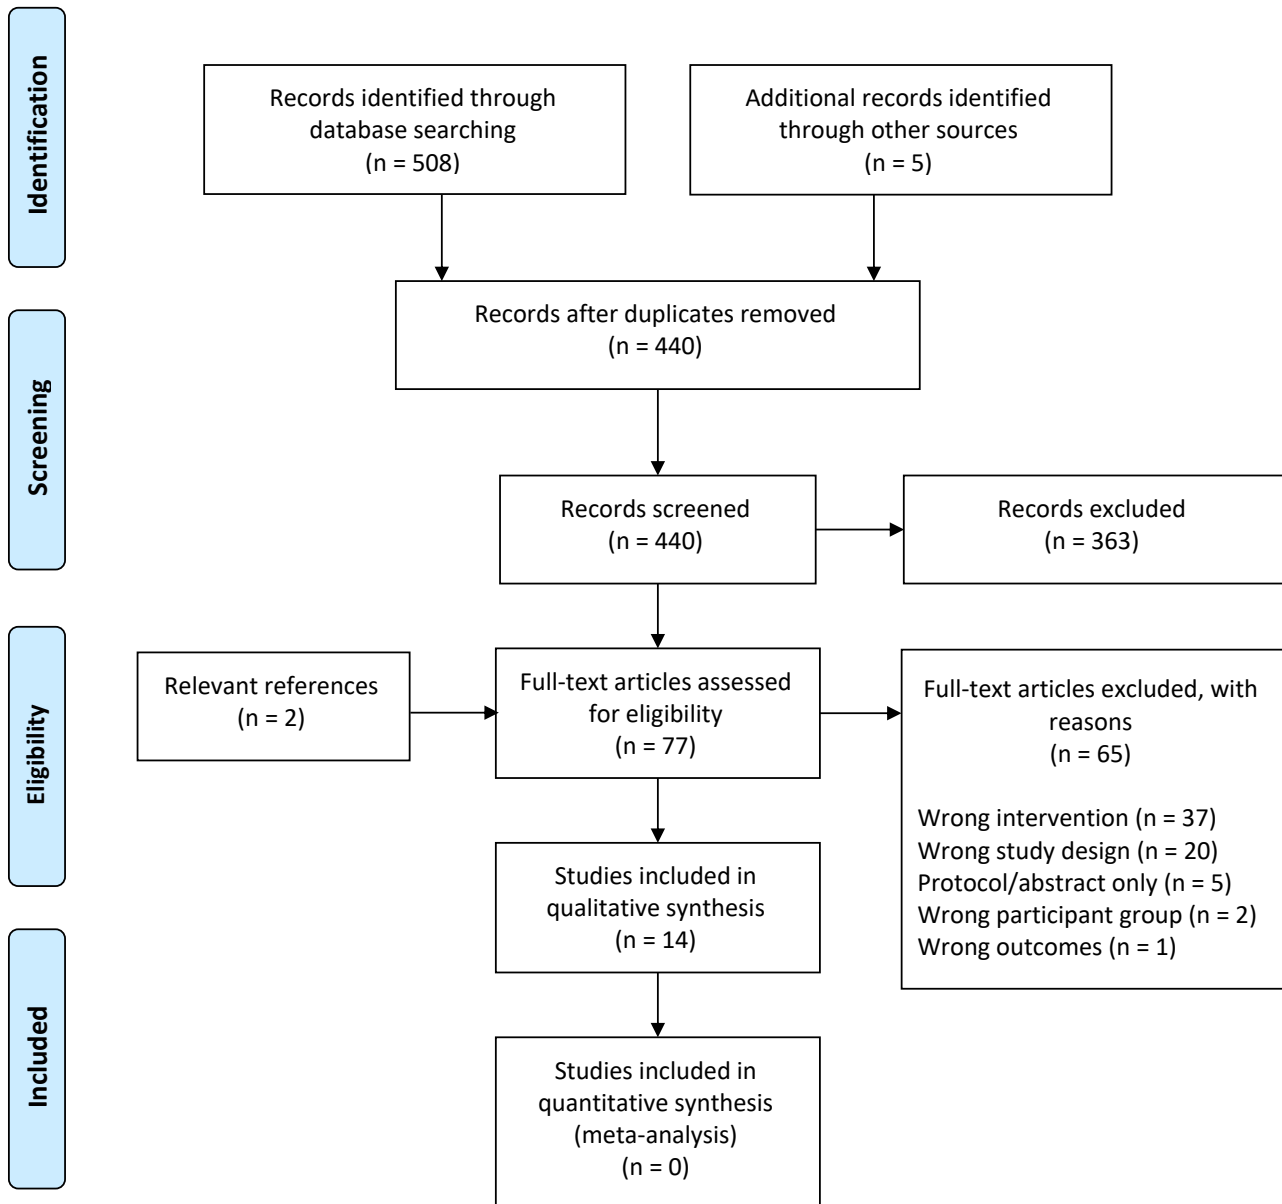 Identification
Records identified through
database searching
(n = 508)
Additional records identified
through other sources
(n = 5)
Records after duplicates removed
(n = 440)
Screening
Records screened
(n = 440)
Records excluded
(n = 363)
Eligibility
Relevant references
(n = 2)
Full-text articles assessed
for eligibility
(n = 77)
Full-text articles excluded, with
reasons
(n = 65)
Wrong intervention (n = 37)
Wrong study design (n = 20)
Protocol/abstract only (n = 5)
Wrong participant group (n = 2)
Wrong outcomes (n = 1)
Studies included in
qualitative synthesis
(n = 14)
Included
Studies included in
quantitative synthesis
(meta-analysis)
(n = 0)